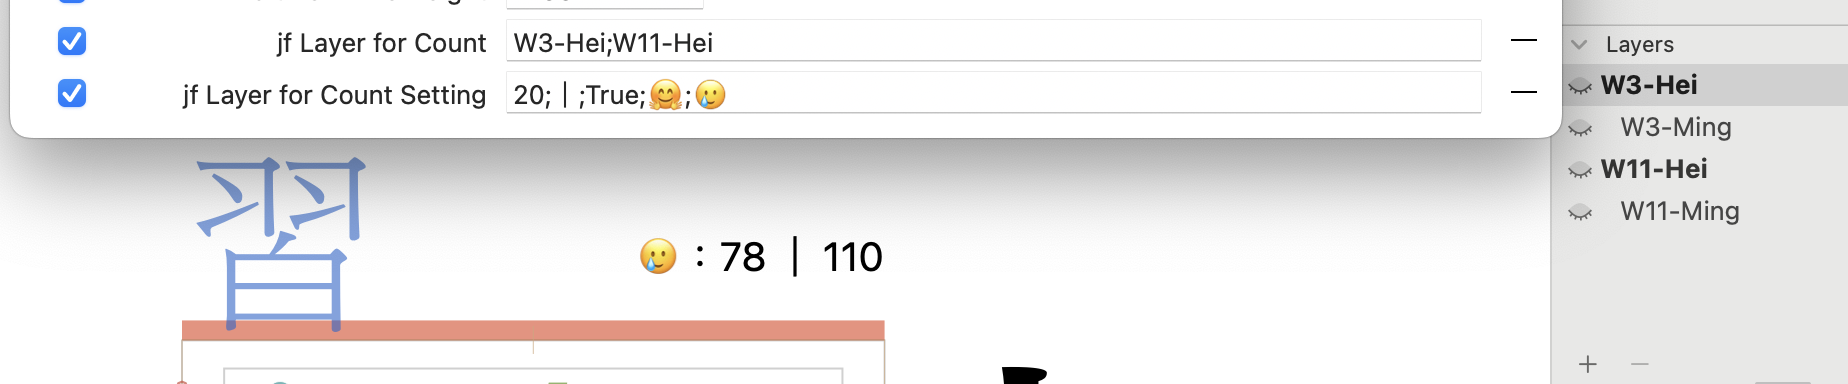 jf Layer for Count
W3-Hei;W11-Hei
jf Layer for Count Setting
20;｜;True;🤗;🥲
Layers
W3-Hei
W3-Ming
W11-Hei
W11-Ming
習
🥲 : 78 ｜ 110